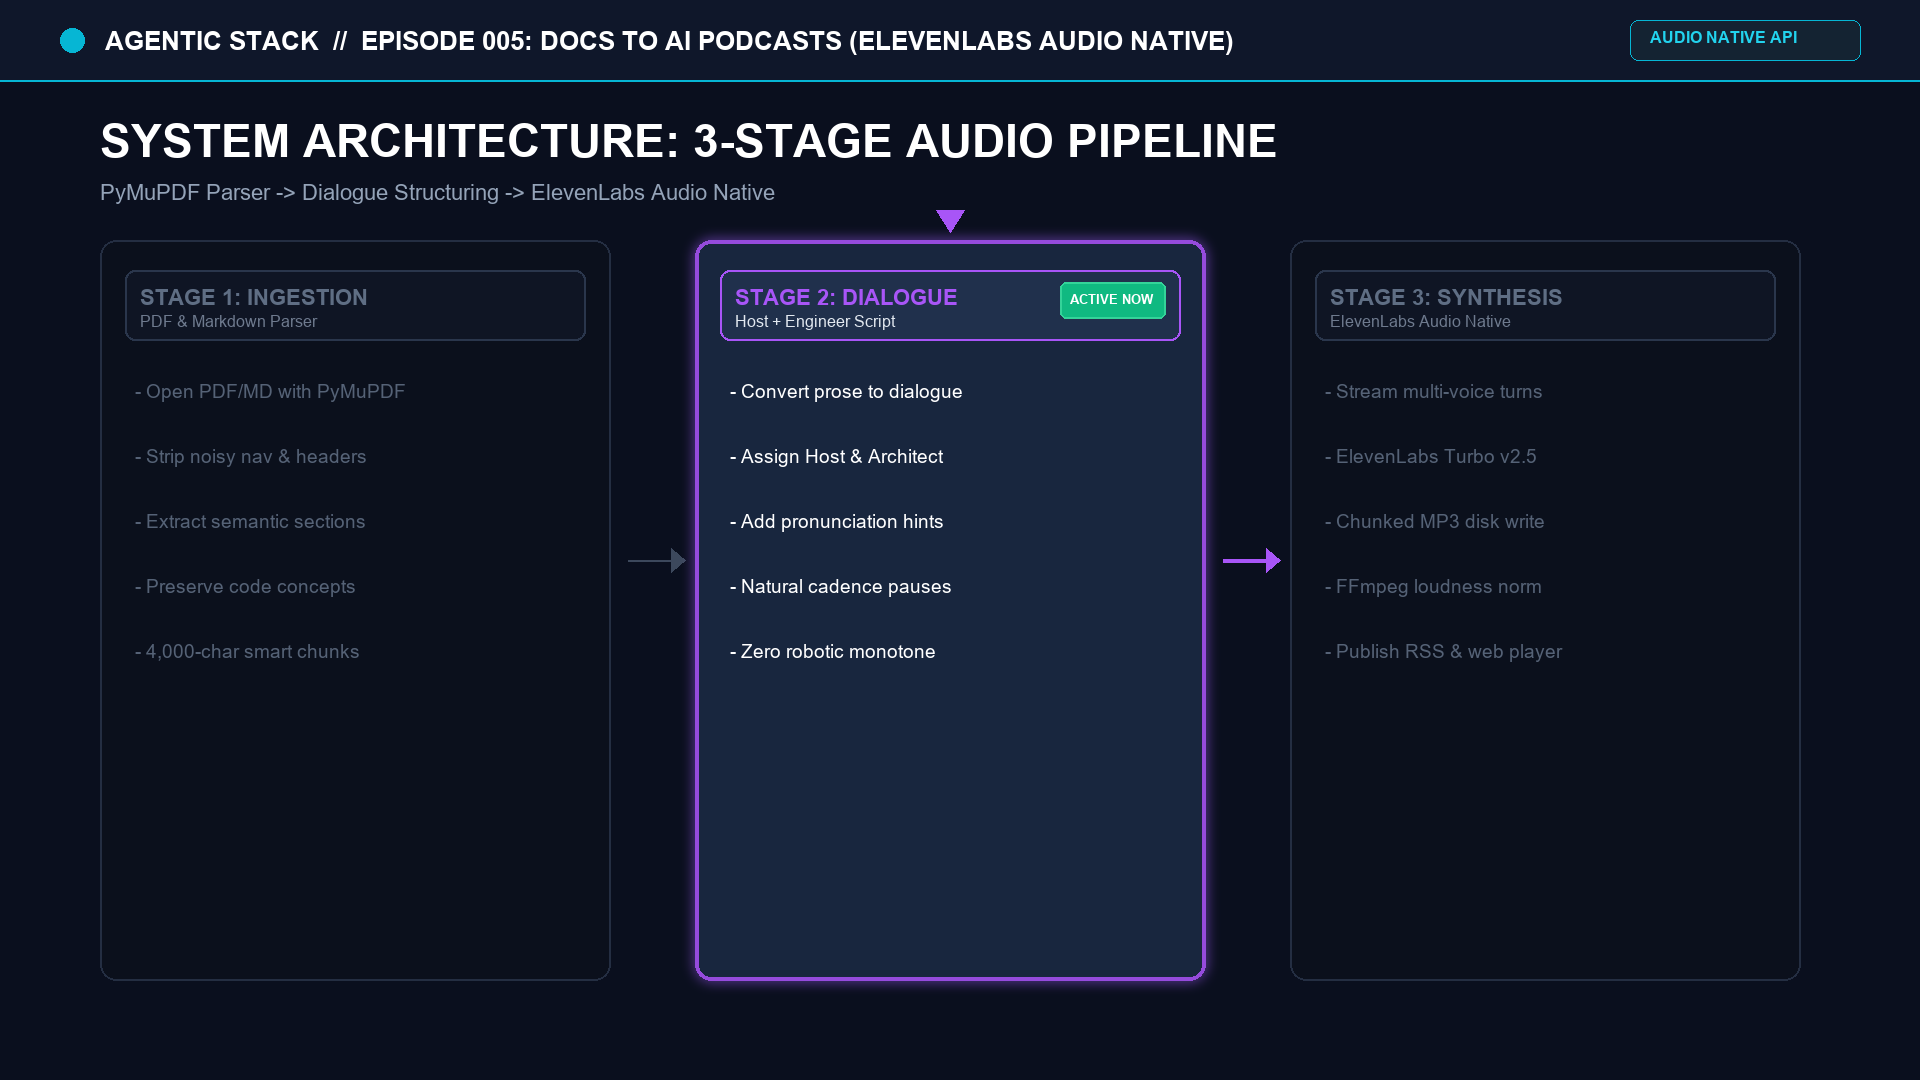 AGENTIC STACK // EPISODE 005: DOCS TO AI PODCASTS (ELEVENLABS AUDIO NATIVE)
AUDIO NATIVE API
SYSTEM ARCHITECTURE: 3-STAGE AUDIO PIPELINE
PyMuPDF Parser -> Dialogue Structuring -> ElevenLabs Audio Native
STAGE 1: INGESTION
PDF & Markdown Parser
- Open PDF/MD with PyMuPDF
- Strip noisy nav & headers
- Extract semantic sections
- Preserve code concepts
- 4,000-char smart chunks
STAGE 2: DIALOGUE
Host + Engineer Script
ACTIVE NOW
- Convert prose to dialogue
- Assign Host & Architect
- Add pronunciation hints
- Natural cadence pauses
- Zero robotic monotone
STAGE 3: SYNTHESIS
ElevenLabs Audio Native
- Stream multi-voice turns
- ElevenLabs Turbo v2.5
- Chunked MP3 disk write
- FFmpeg loudness norm
- Publish RSS & web player